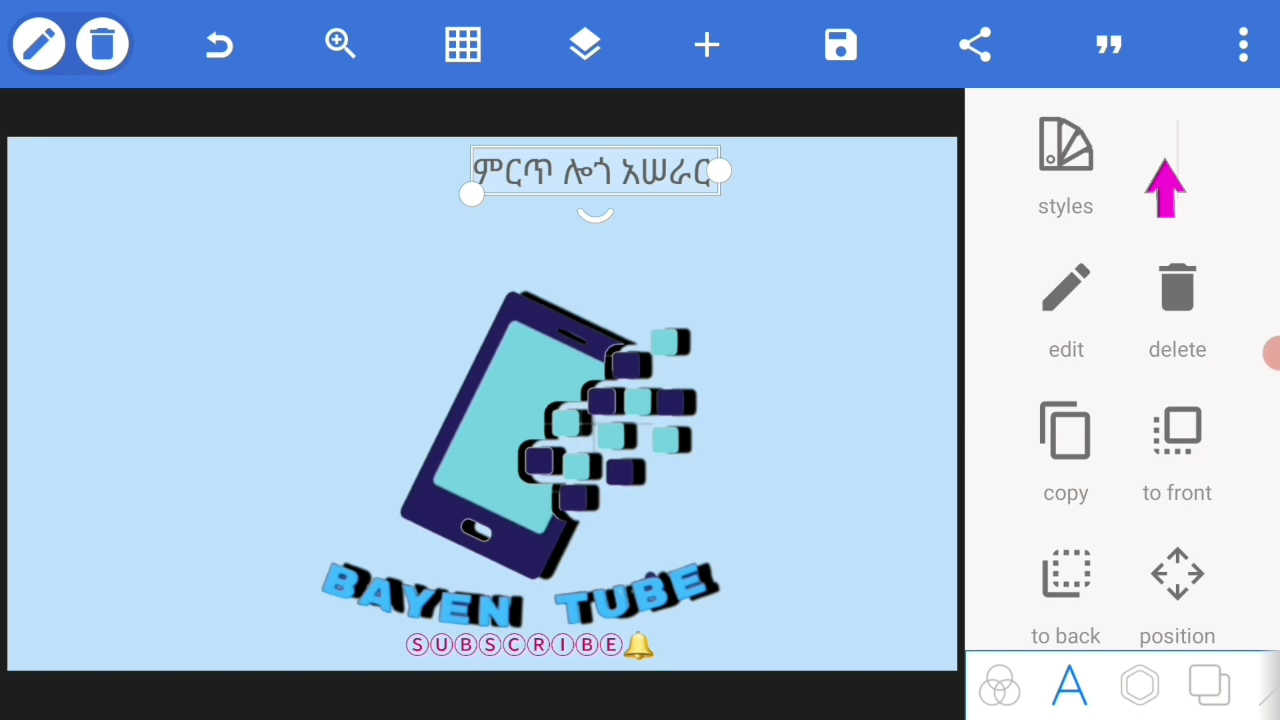 ምርጥ ሎጎ አሠራር
styles
edit delete
copy to front
to back position
BAYEN TUBE
ⓈⓊⒷⓈⒸⓇⒾⒷⒺ🔔